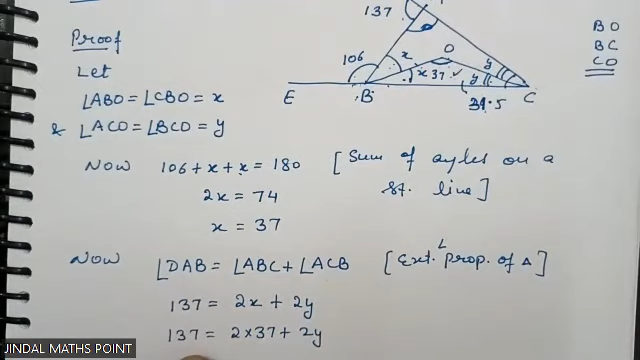 137
Proof
BO
BC
CO
106 x O y
Let
x 37 y
E B C
31.5
∠ABO = ∠CBO = x
& ∠ACO = ∠BCO = y
Now 106 + x + x = 180 [Sum of angles on a
2x = 74 st. line]
x = 37
Now ∠DAB = ∠ABC + ∠ACB [Ext. ∠ prop. of Δ]
137 = 2x + 2y
137 = 2×37 + 2y
JINDAL MATHS POINT